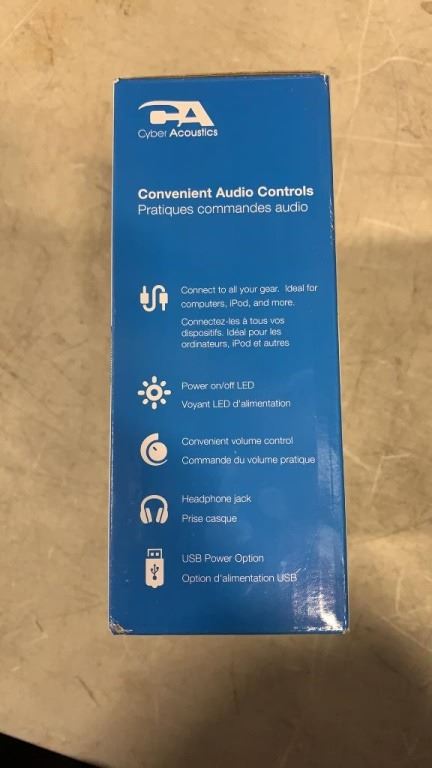 CA
Cyber Acoustics
Convenient Audio Controls
Pratiques commandes audio
Connect to all your gear. Ideal for
computers, iPod, and more.
Connectez-les à tous vos
dispositifs. Idéal pour les
ordinateurs, iPod et autres
Power on/off LED
Voyant LED d'alimentation
Convenient volume control
Commande du volume pratique
Headphone jack
Prise casque
USB Power Option
Option d'alimentation USB